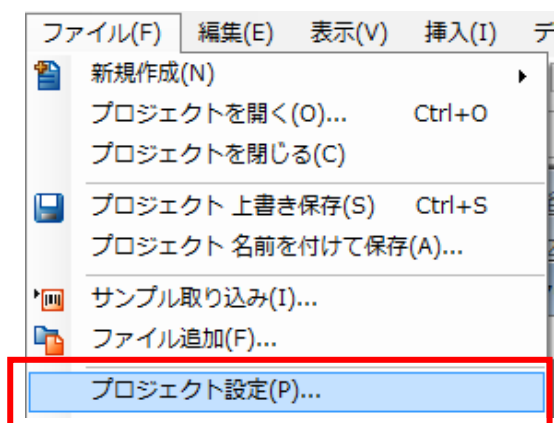 ファイル(F) 編集(E) 表示(V) 挿入(I)
新規作成(N)
プロジェクトを開く(O)... Ctrl+O
プロジェクトを閉じる(C)
プロジェクト 上書き保存(S) Ctrl+S
プロジェクト 名前を付けて保存(A)...
サンプル取り込み(I)...
ファイル追加(F)...
プロジェクト設定(P)...